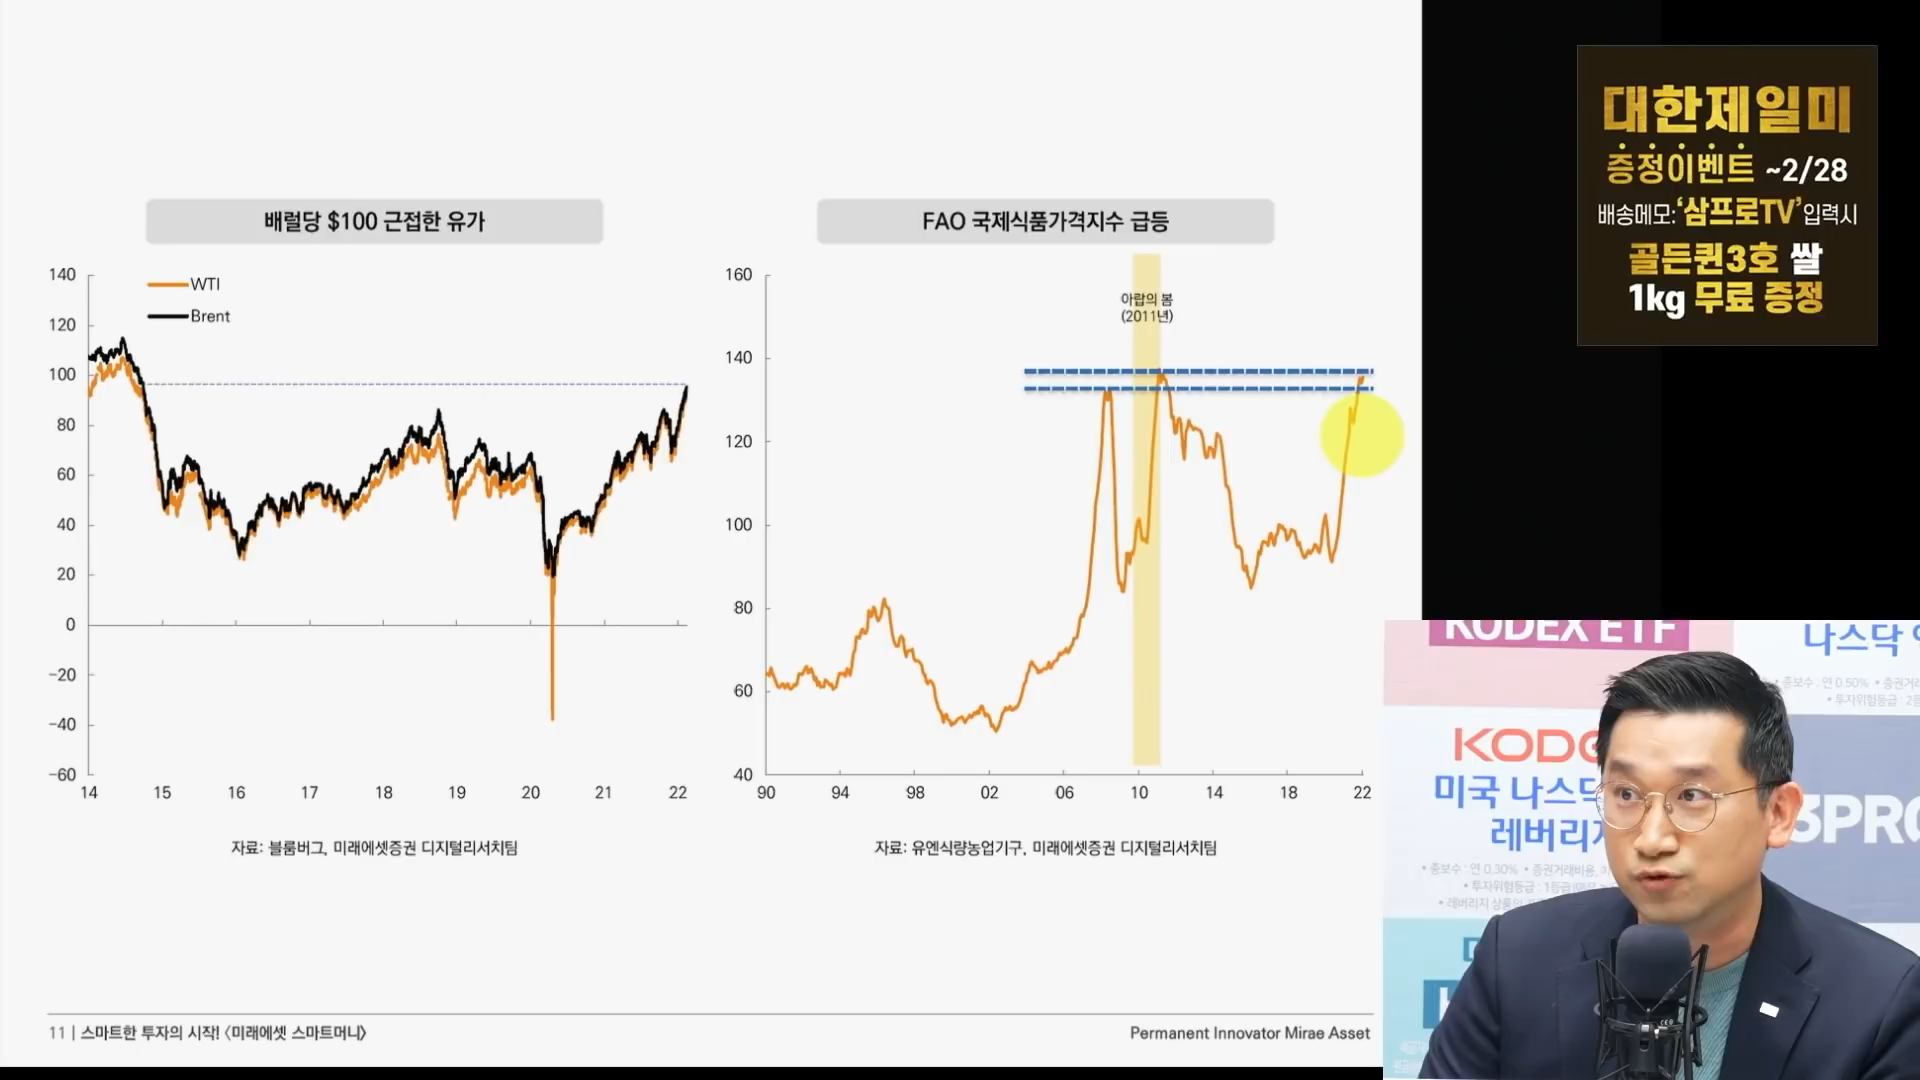 배럴당 $100 근접한 유가
140
120
100
80
60
40
20
0
-20
-40
-60
WTI
Brent
14 15 16 17 18 19 20 21 22
자료: 블룸버그, 미래에셋증권 디지털리서치팀
FAO 국제식품가격지수 급등
160
140
120
100
80
60
40
아랍의 봄
(2011년)
90 94 98 02 06 10 14 18 22
자료: 유엔식량농업기구, 미래에셋증권 디지털리서치팀
11 | 스마트한 투자의 시작! 〈미래에셋 스마트머니〉
Permanent Innovator Mirae Asset
대한제일미
증정이벤트 ~2/28
배송메모:'삼프로TV'입력시
골든퀸3호 쌀
1kg 무료 증정
KODEX ETF
나스닥
미국 나스닥
레버리
3PRO